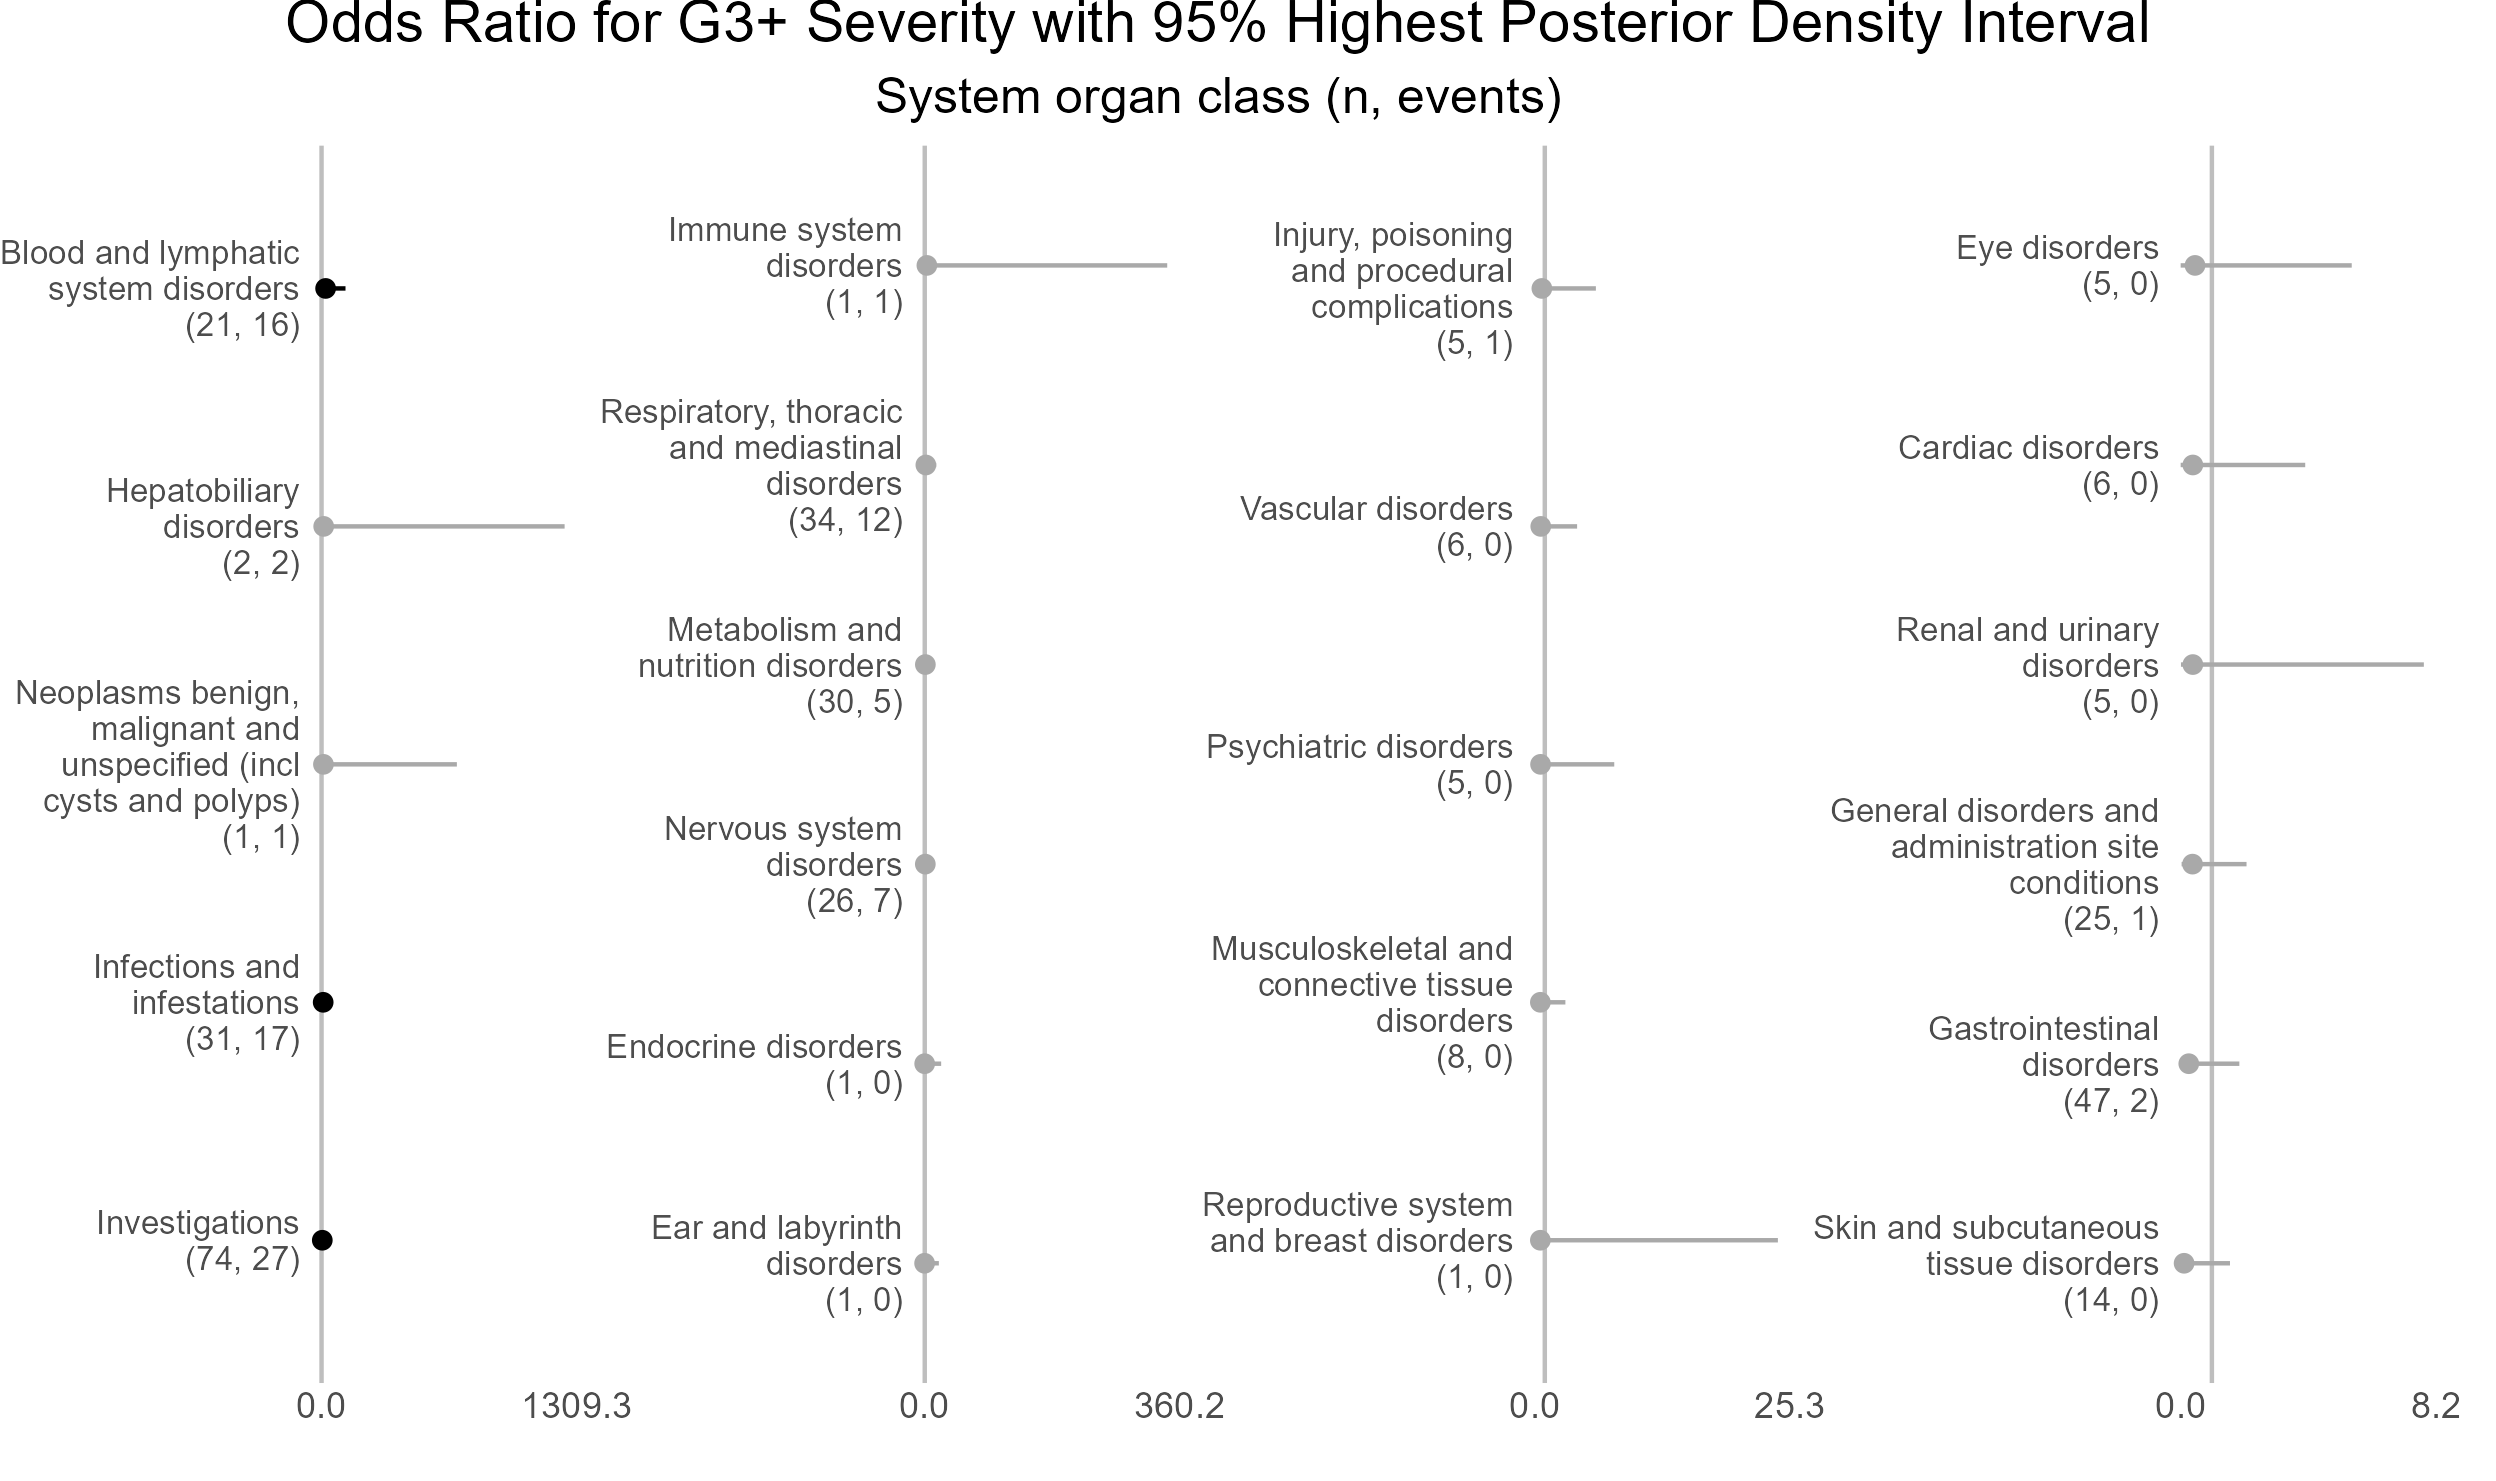 Odds Ratio for G3+ Severity with 95% Highest Posterior Density Interval
System organ class (n, events)
Blood and lymphatic
system disorders
(21, 16)
Hepatobiliary
disorders
(2, 2)
Neoplasms benign,
malignant and
unspecified (incl
cysts and polyps)
(1, 1)
Infections and
infestations
(31, 17)
Investigations
(74, 27)
0.0
1309.3
Immune system
disorders
(1, 1)
Respiratory, thoracic
and mediastinal
disorders
(34, 12)
Metabolism and
nutrition disorders
(30, 5)
Nervous system
disorders
(26, 7)
Endocrine disorders
(1, 0)
Ear and labyrinth
disorders
(1, 0)
0.0
360.2
Injury, poisoning
and procedural
complications
(5, 1)
Vascular disorders
(6, 0)
Psychiatric disorders
(5, 0)
Musculoskeletal and
connective tissue
disorders
(8, 0)
Reproductive system
and breast disorders
(1, 0)
0.0
25.3
Eye disorders
(5, 0)
Cardiac disorders
(6, 0)
Renal and urinary
disorders
(5, 0)
General disorders and
administration site
conditions
(25, 1)
Gastrointestinal
disorders
(47, 2)
Skin and subcutaneous
tissue disorders
(14, 0)
0.0
8.2